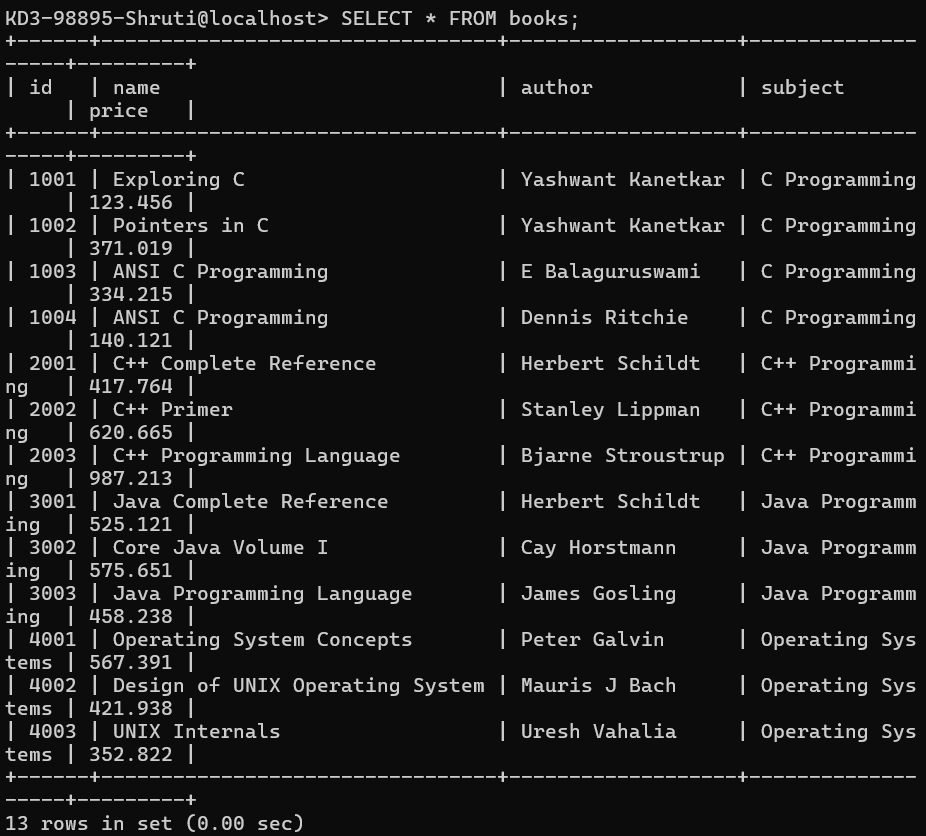 KD3-98895-Shruti@localhost> SELECT * FROM books;
+------+----------------------------------+-------------------+--------------
-----+---------+
| id   | name                             | author            | subject
     | price   |
+------+----------------------------------+-------------------+--------------
-----+---------+
| 1001 | Exploring C                      | Yashwant Kanetkar | C Programming
     | 123.456 |
| 1002 | Pointers in C                    | Yashwant Kanetkar | C Programming
     | 371.019 |
| 1003 | ANSI C Programming               | E Balaguruswami   | C Programming
     | 334.215 |
| 1004 | ANSI C Programming               | Dennis Ritchie    | C Programming
     | 140.121 |
| 2001 | C++ Complete Reference           | Herbert Schildt   | C++ Programmi
ng   | 417.764 |
| 2002 | C++ Primer                       | Stanley Lippman   | C++ Programmi
ng   | 620.665 |
| 2003 | C++ Programming Language         | Bjarne Stroustrup | C++ Programmi
ng   | 987.213 |
| 3001 | Java Complete Reference          | Herbert Schildt   | Java Programm
ing  | 525.121 |
| 3002 | Core Java Volume I               | Cay Horstmann     | Java Programm
ing  | 575.651 |
| 3003 | Java Programming Language        | James Gosling     | Java Programm
ing  | 458.238 |
| 4001 | Operating System Concepts        | Peter Galvin      | Operating Sys
tems | 567.391 |
| 4002 | Design of UNIX Operating System | Mauris J Bach     | Operating Sys
tems | 421.938 |
| 4003 | UNIX Internals                   | Uresh Vahalia     | Operating Sys
tems | 352.822 |
+------+----------------------------------+-------------------+--------------
-----+---------+
13 rows in set (0.00 sec)